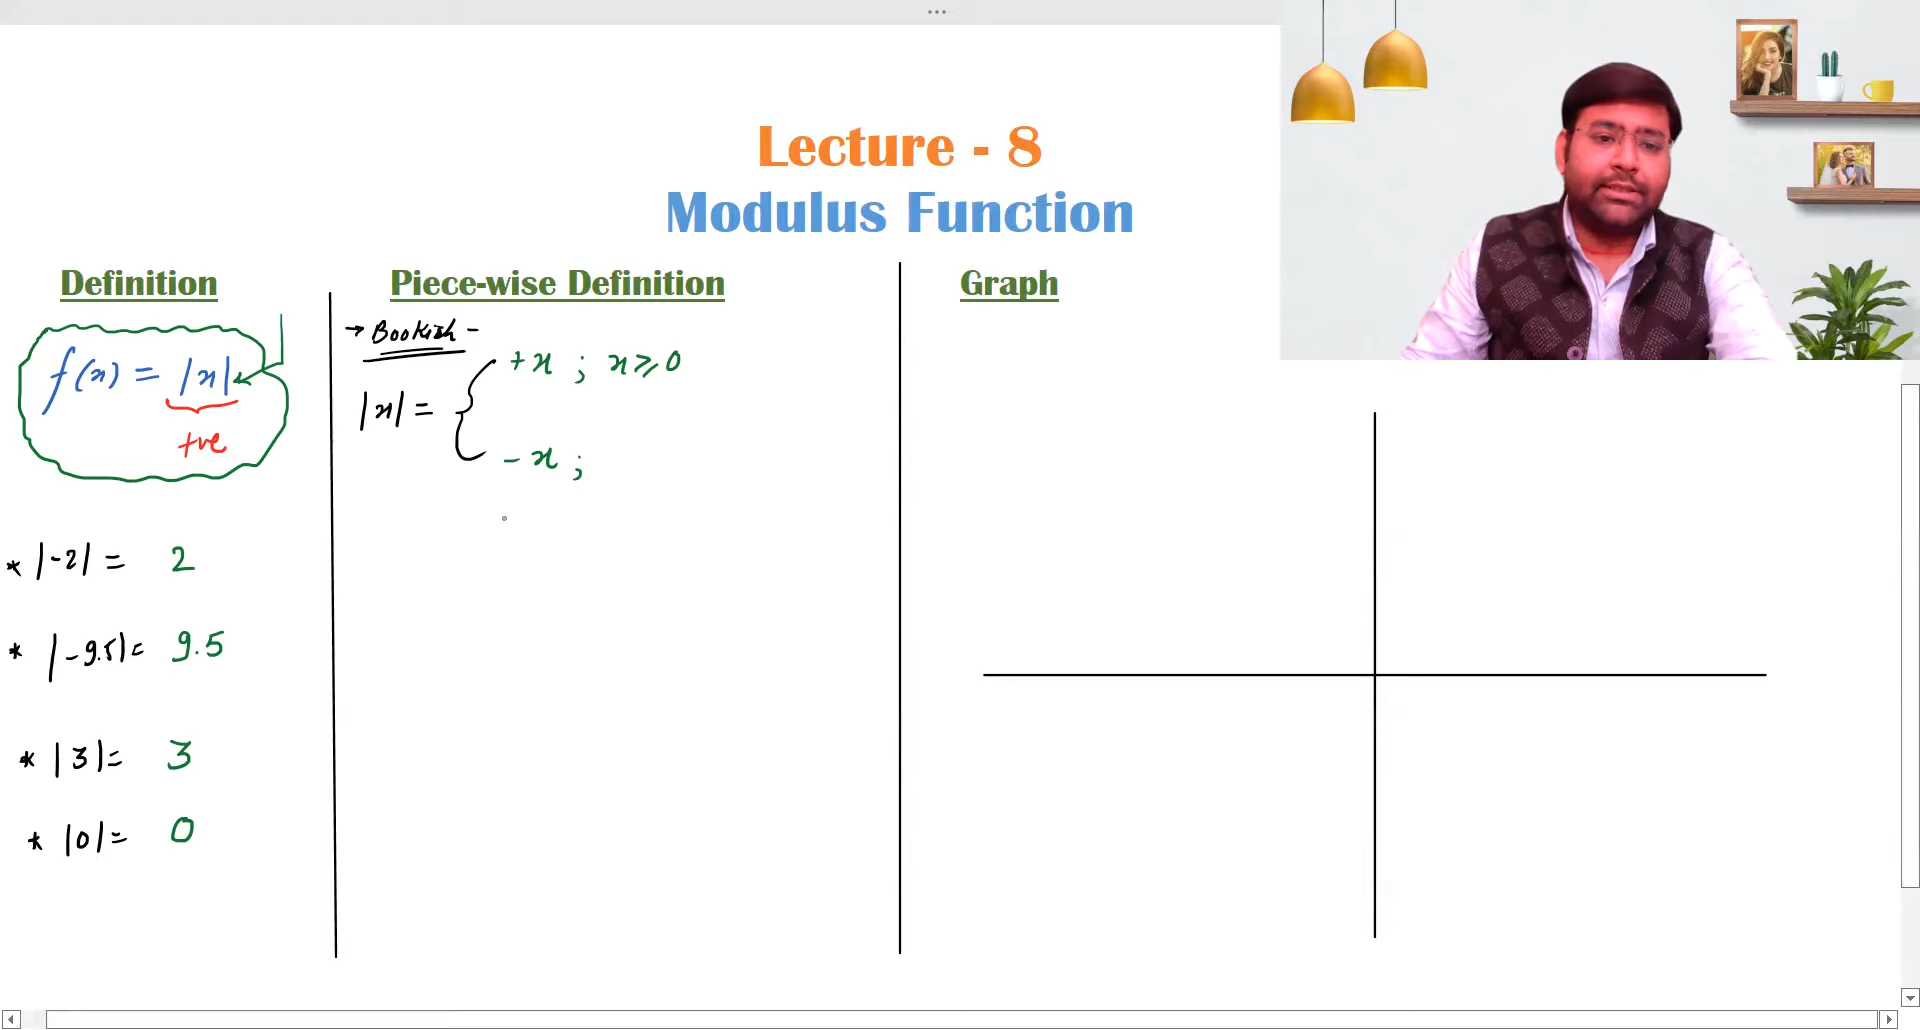 Lecture - 8
Modulus Function
Definition
f(x) = |x|
+ve
* |-2| = 2
* |-9.5| = 9.5
* |3| = 3
* |0| = 0
Piece-wise Definition
→ Bookish -
|x| = { +x ; x ⩾ 0
- x ;
Graph